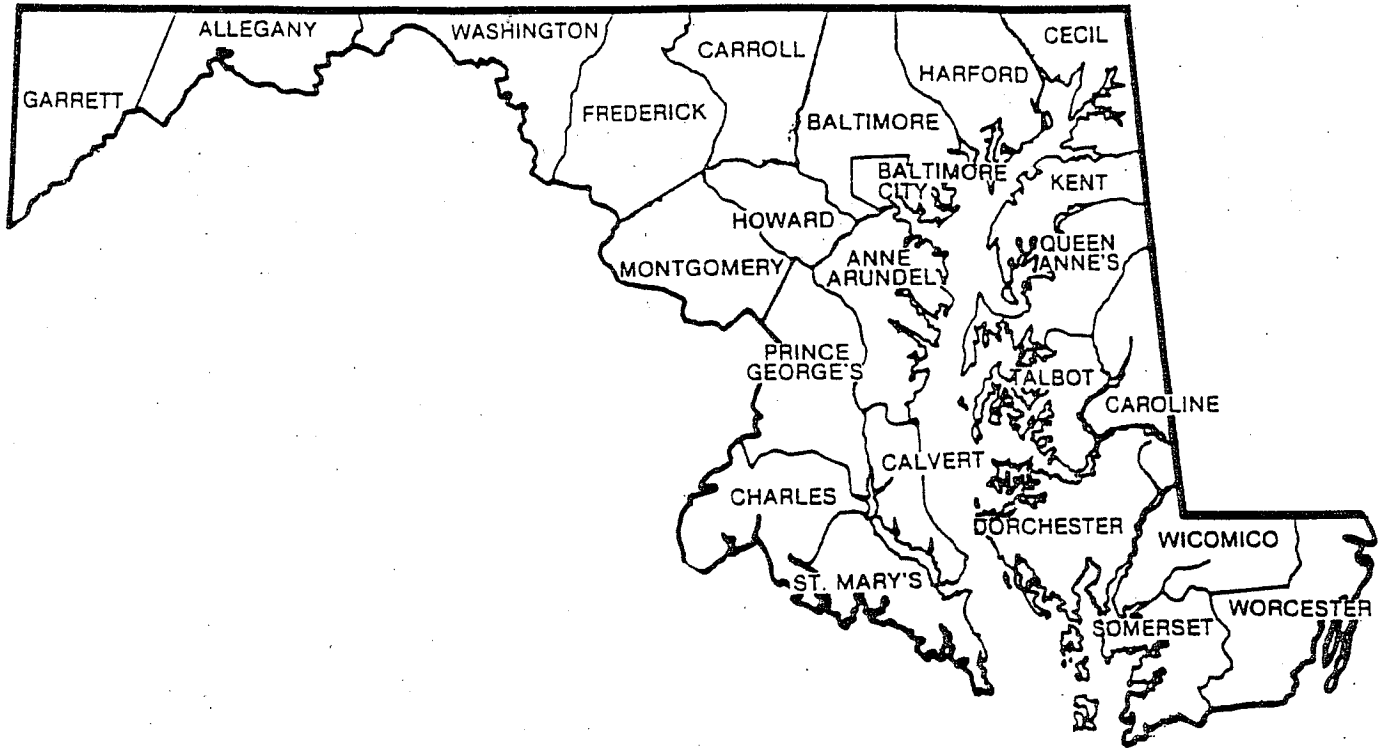 ALLEGANY
WASHINGTON
CARROLL
CECIL
GARRETT
FREDERICK
HARFORD
BALTIMORE
BALTIMORE
CITY
KENT
HOWARD
QUEEN
ANNE'S
MONTGOMERY
ANNE
ARUNDEL
PRINCE
GEORGE'S
TALBOT
CAROLINE
CALVERT
CHARLES
DORCHESTER
WICOMICO
ST. MARY'S
WORCESTER
SOMERSET